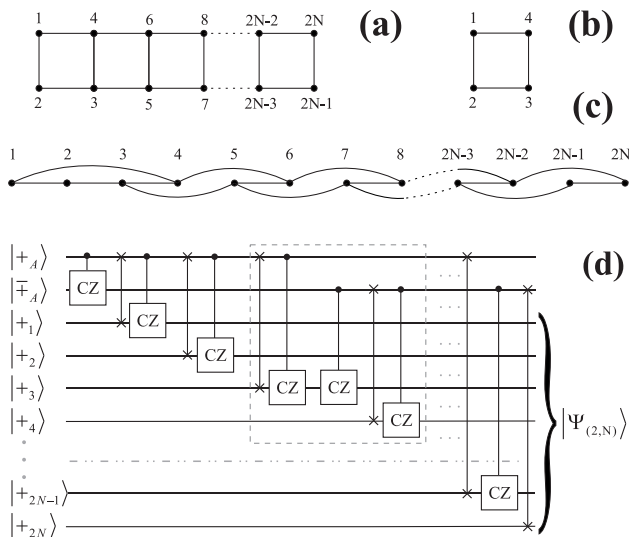 1 4 6 8 2N-2 2N (a) 1 4 (b)
2 3 5 7 2N-3 2N-1 2 3
(c)
1 2 3 4 5 6 7 8 2N-3 2N-2 2N-1 2N
|+_A⟩ (d)
|∓_A⟩ CZ
|+_1⟩ CZ
|+_2⟩ CZ
|+_3⟩ CZ CZ
|+_4⟩ CZ
|Ψ_(2,N)⟩
|+_2N-1⟩ CZ
|+_2N⟩